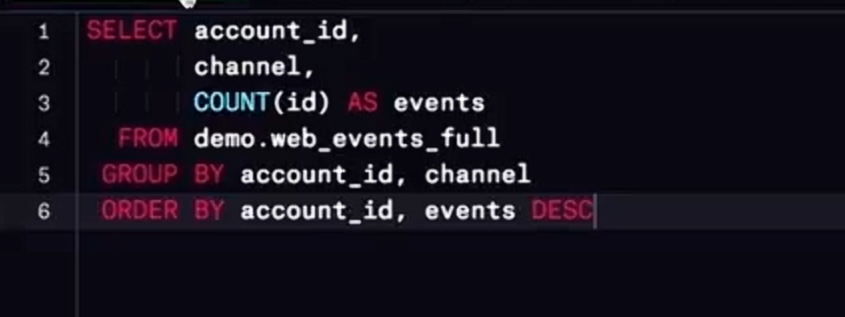 1 SELECT account_id,
2 channel,
3 COUNT(id) AS events
4 FROM demo.web_events_full
5 GROUP BY account_id, channel
6 ORDER BY account_id, events DESC